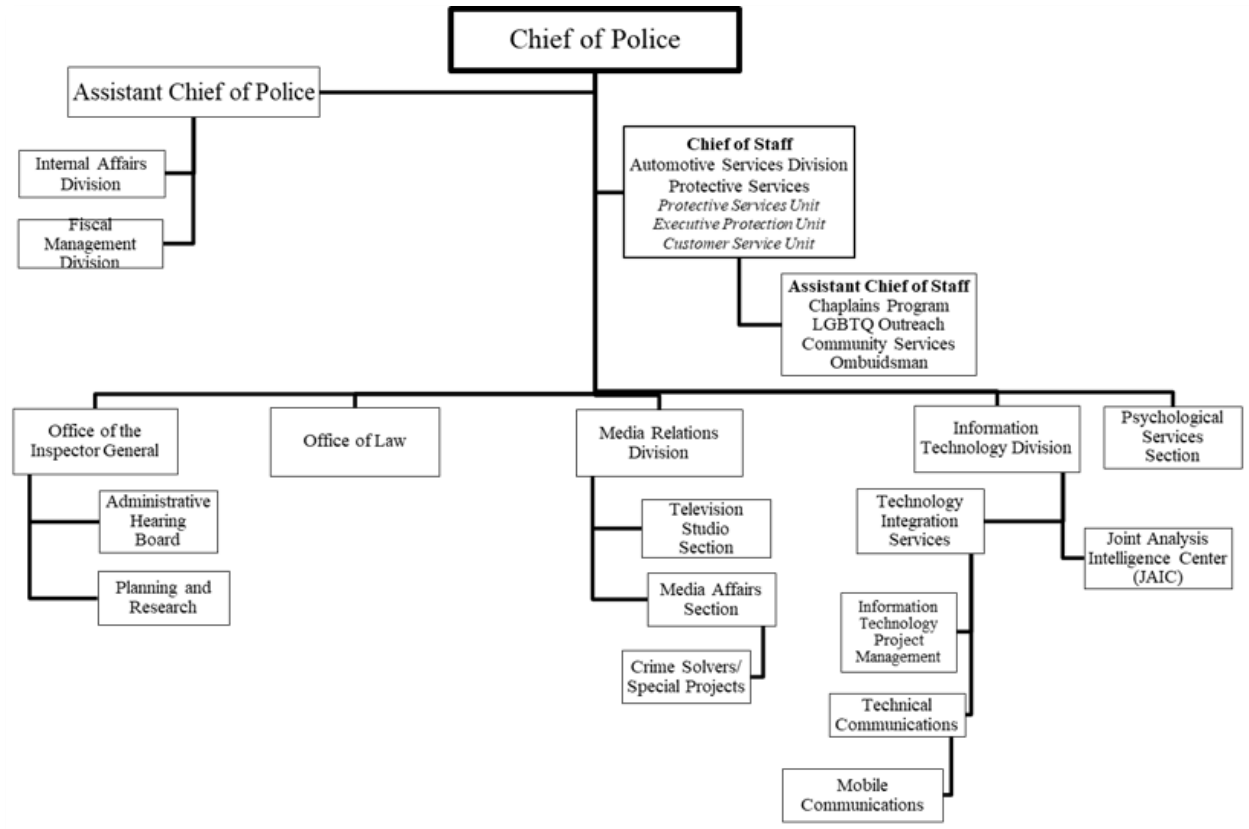 Chief of Police
Assistant Chief of Police
Internal Affairs
Division
Fiscal
Management
Division
Chief of Staff
Automotive Services Division
Protective Services
Protective Services Unit
Executive Protection Unit
Customer Service Unit
Assistant Chief of Staff
Chaplains Program
LGBTQ Outreach
Community Services
Ombuidsman
Office of the
Inspector General
Administrative
Hearing
Board
Planning and
Research
Office of Law
Media Relations
Division
Television
Studio
Section
Media Affairs
Section
Crime Solvers/
Special Projects
Information
Technology Division
Technology
Integration
Services
Joint Analysis
Intelligence Center
(JAIC)
Information
Technology
Project
Management
Technical
Communications
Mobile
Communications
Psychological
Services
Section